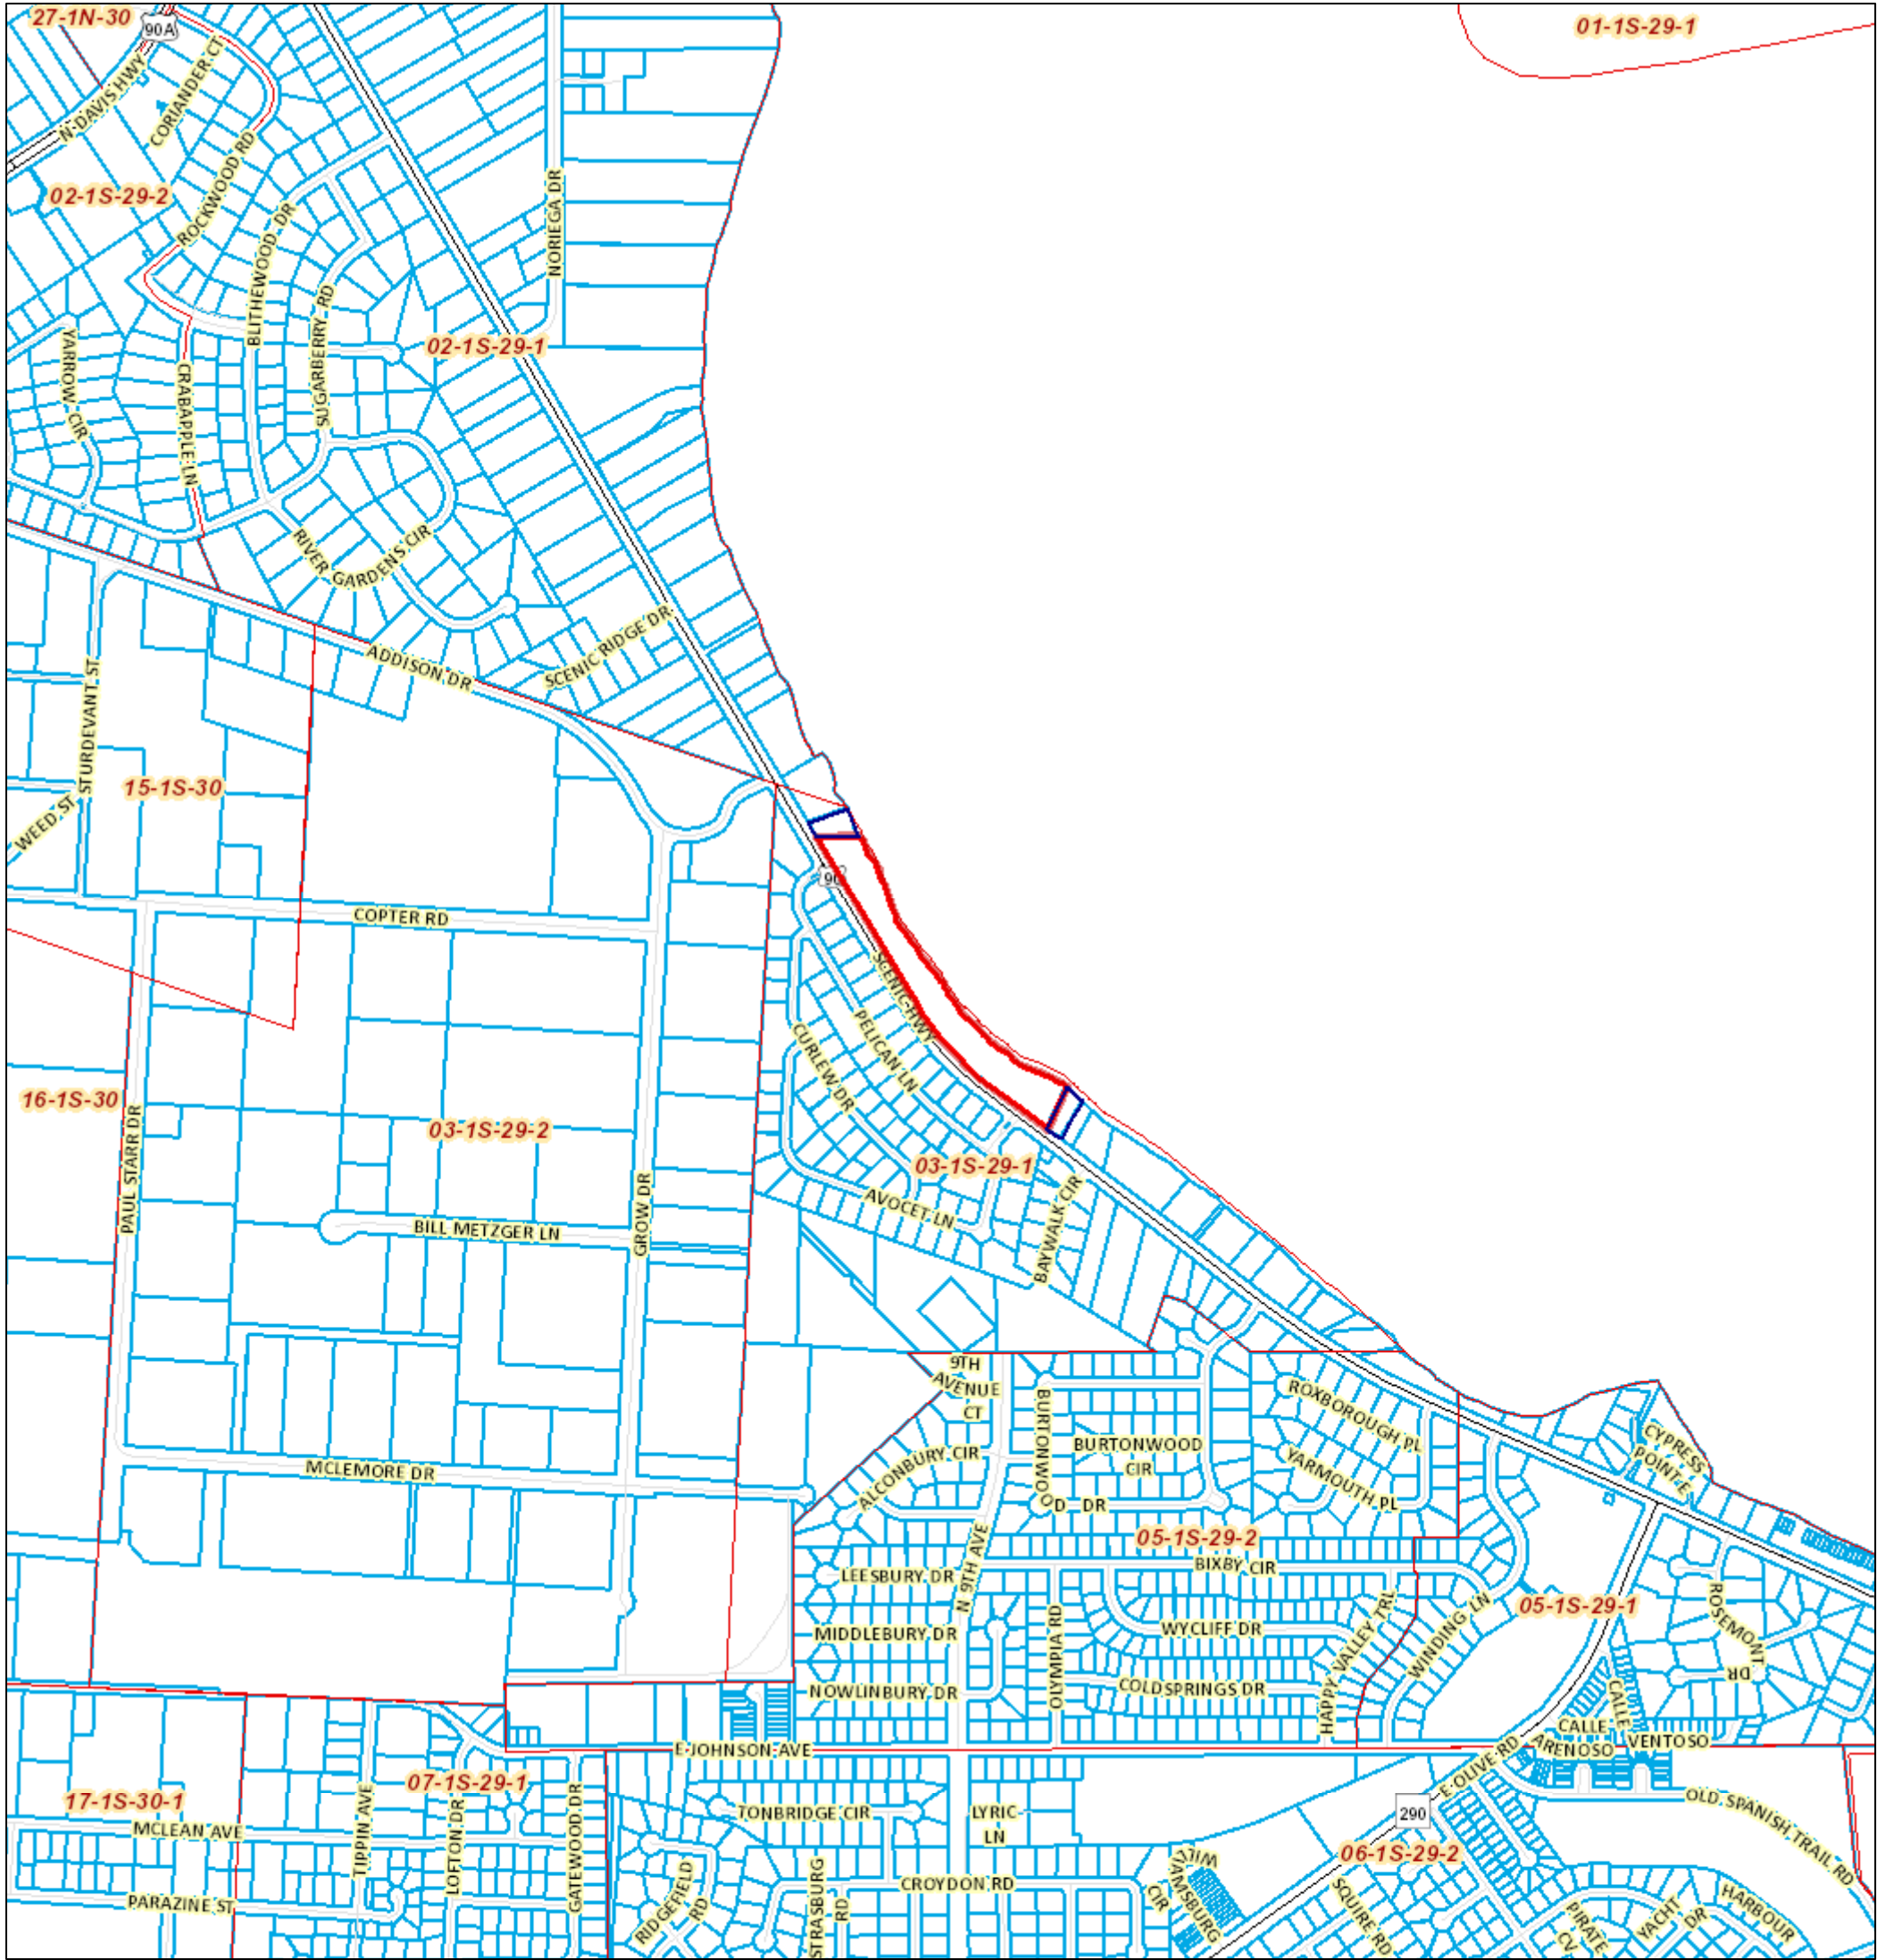 27-1N-30
90A
01-1S-29-1
CORIANDER CT
N DAVIS HWY
ROCKWOOD RD
02-1S-29-2
NORIEGA DR
BLITHEWOOD DR
SUGARBERRY RD
02-1S-29-1
YARROW CIR
CRABAPPLE LN
RIVER GARDENS CIR
SCENIC RIDGE DR
ADDISON DR
STURDEVANT ST
15-1S-30
WEED ST
90
COPTER RD
SCENIC HWY
PELICAN LN
CURLEW DR
16-1S-30
03-1S-29-2
PAUL STARR DR
03-1S-29-1
AVOCET LN
BAYWALK CIR
GROW DR
BILL METZGER LN
9TH
AVENUE
CT
BURTONWOOD DR
ROXBOROUGH PL
BURTONWOOD
CIR
CYPRESS
POINTE
ALCONBURY CIR
YARMOUTH PL
MCLEMORE DR
05-1S-29-2
N 9TH AVE
LEESBURY DR
BIXBY CIR
05-1S-29-1
ROSEMONT
DR
OLYMPIA RD
WYCLIFF DR
HAPPY VALLEY TRL
WINDING LN
MIDDLEBURY DR
NOWLINBURY DR
COLDSPRINGS DR
CALLE
VENTOSO
CALLE
ARENOSO
E JOHNSON AVE
E OLIVE RD
07-1S-29-1
17-1S-30-1
OLD SPANISH TRAIL RD
290
TONBRIDGE CIR
LYRIC
LN
MCLEAN AVE
TIPPIN AVE
LOFTON DR
GATEWOOD DR
06-1S-29-2
WILLIAMSBURG
CIR
CROYDON RD
RIDGEFIELD
RD
STRASBURG
RD
PARAZINE ST
SQUIRE RD
PIRATE
CV
YACHT
DR
HARBOUR